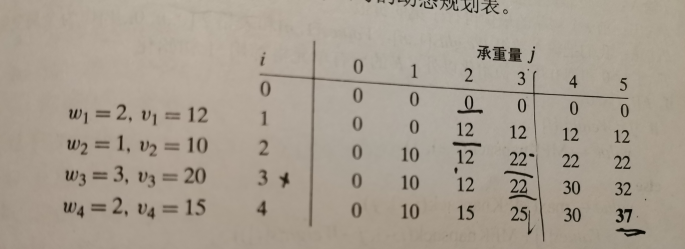 的动态规划表。
承重量 j
i 0 1 2 3 4 5
0 0 0 0 0 0 0
w₁ = 2, v₁ = 12 1 0 0 12 12 12 12
w₂ = 1, v₂ = 10 2 0 10 12 22 22 22
w₃ = 3, v₃ = 20 3 0 10 12 22 30 32
w₄ = 2, v₄ = 15 4 0 10 15 25 30 37